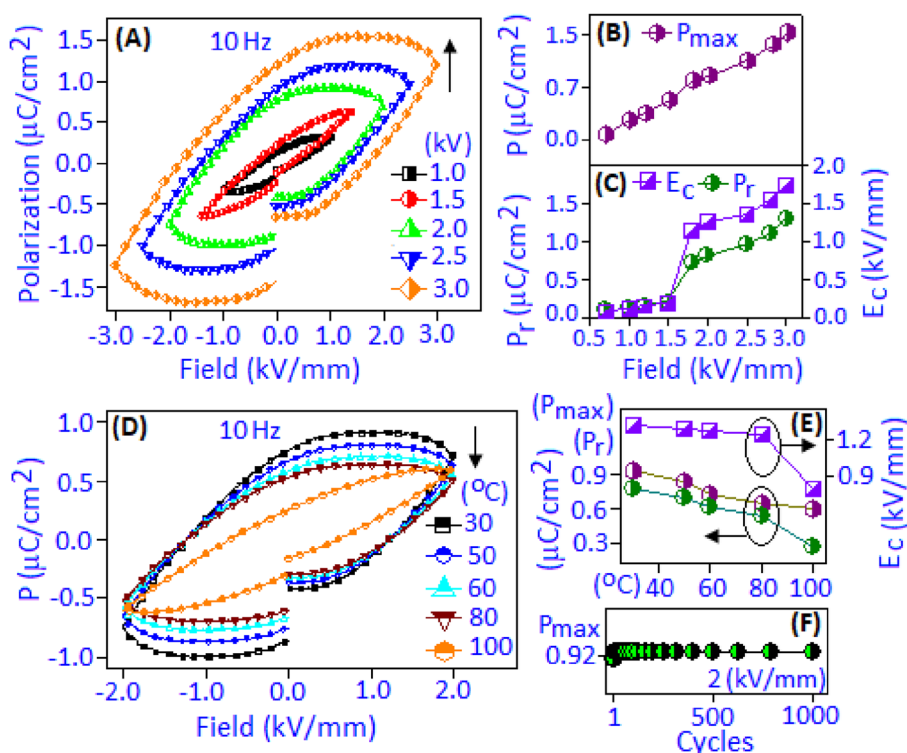 (A)
10 Hz
Polarization (μC/cm²)
1.5
1.0
0.5
0.0
-0.5
-1.0
-1.5
(kV)
1.0
1.5
2.0
2.5
3.0
-3.0 -2.0 -1.0 0.0 1.0 2.0 3.0
Field (kV/mm)
(B)
Pmax
P (μC/cm²)
1.5
0.7
0.0
(C)
Ec Pr
Pr (μC/cm²)
1.5
1.0
0.5
0.0
2.0
1.5
1.0
0.5
0.0
Ec (kV/mm)
0.5 1.0 1.5 2.0 2.5 3.0
Field (kV/mm)
(D)
10 Hz
P (μC/cm²)
1.0
0.5
0.0
-0.5
-1.0
(°C)
30
50
60
80
100
-2.0 -1.0 0.0 1.0 2.0
Field (kV/mm)
(E)
(Pmax)
(Pr)
(μC/cm²)
0.9
0.6
0.3
1.2
0.9
Ec (kV/mm)
(°C) 40 60 80 100
(F)
Pmax
0.92
2 (kV/mm)
1 500 1000
Cycles